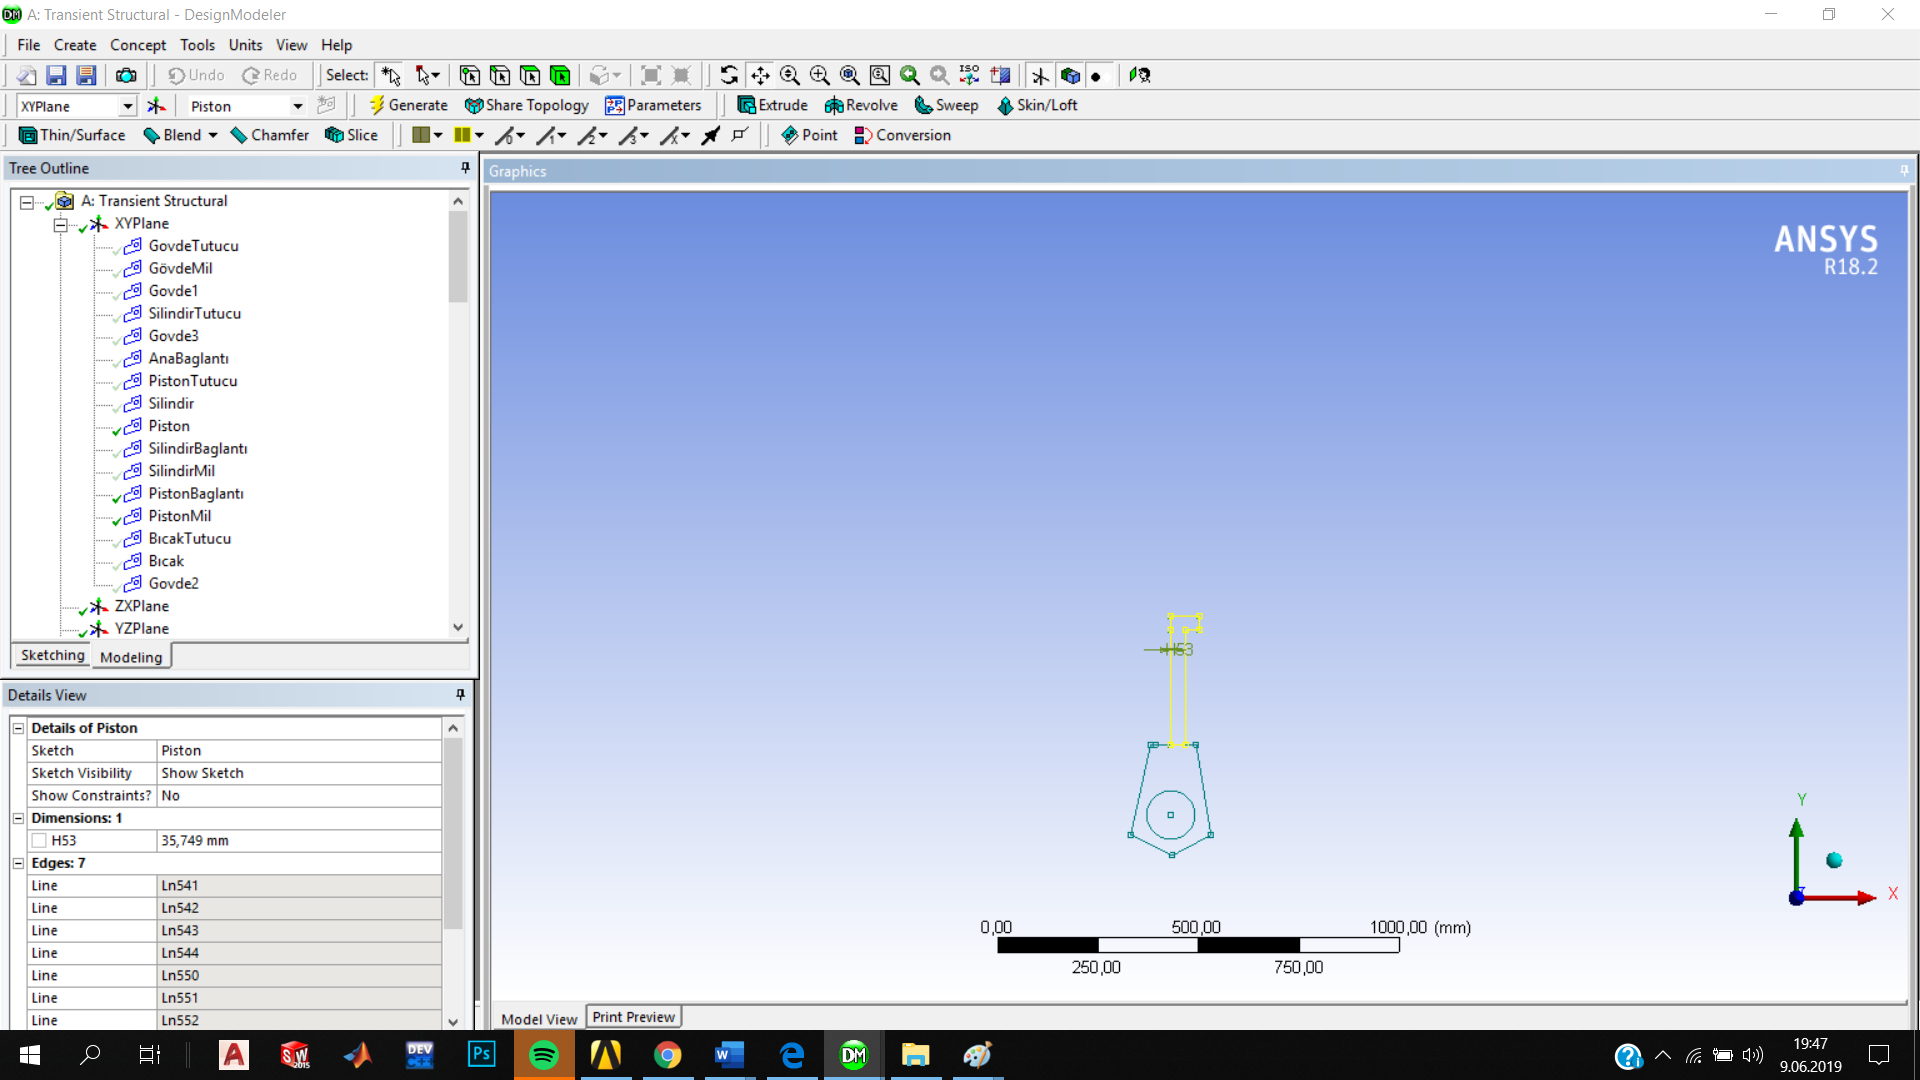 A: Transient Structural - DesignModeler
File Create Concept Tools Units View Help
Undo Redo Select: ISO
XYPlane Piston Generate Share Topology Parameters Extrude Revolve Sweep Skin/Loft
Thin/Surface Blend Chamfer Slice Point Conversion
Tree Outline
A: Transient Structural
XYPlane
GovdeTutucu
GövdeMil
Govde1
SilindirTutucu
Govde3
AnaBaglantı
PistonTutucu
Silindir
Piston
SilindirBaglantı
SilindirMil
PistonBaglantı
PistonMil
BıcakTutucu
Bıcak
Govde2
ZXPlane
YZPlane
Sketching Modeling
Details View
Details of Piston
Sketch Piston
Sketch Visibility Show Sketch
Show Constraints? No
Dimensions: 1
H53 35,749 mm
Edges: 7
Line Ln541
Line Ln542
Line Ln543
Line Ln544
Line Ln550
Line Ln551
Line Ln552
Graphics
ANSYS
R18.2
H53
Y
X
0,00 500,00 1000,00 (mm)
250,00 750,00
Model View Print Preview
A SW 2015 DEV Ps W DM
19:47
9.06.2019